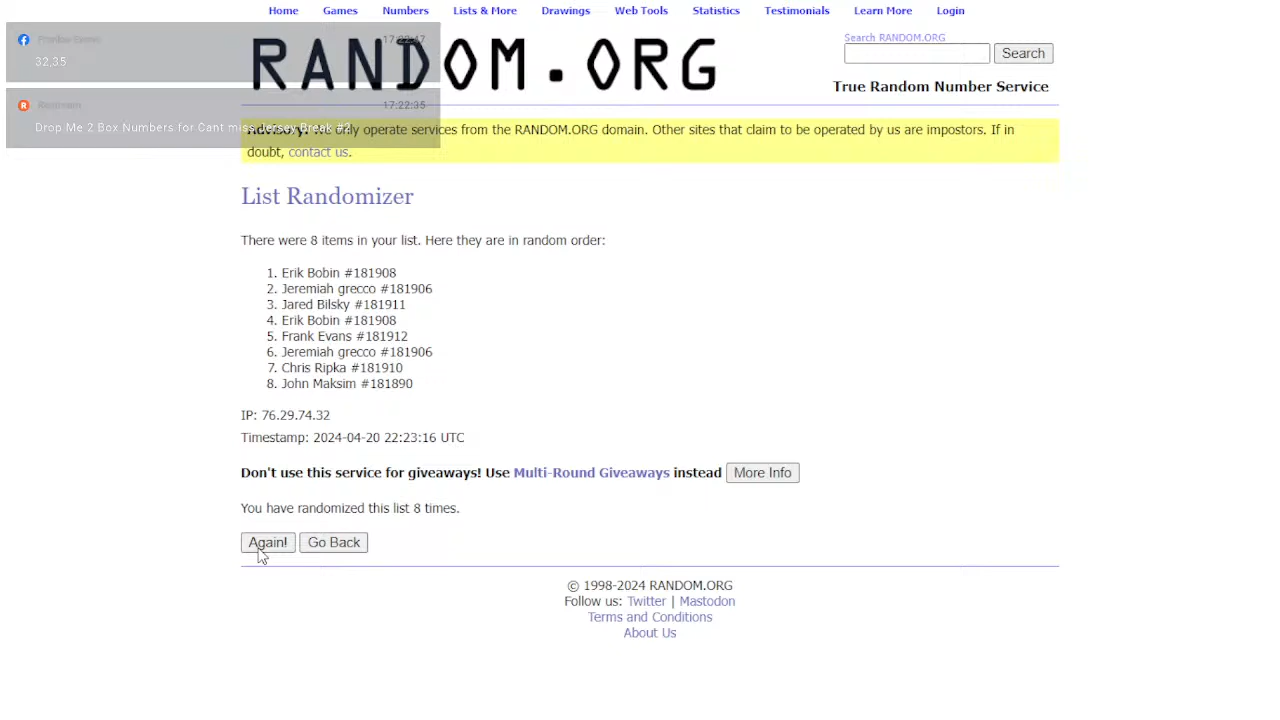 Home Games Numbers Lists & More Drawings Web Tools Statistics Testimonials Learn More Login
17:22:47
32,35
Restream
17:22:35
Drop Me 2 Box Numbers for Cant miss Jersey Break #2
RANDOM.ORG
Search RANDOM.ORG
Search
True Random Number Service
Advisory: We only operate services from the RANDOM.ORG domain. Other sites that claim to be operated by us are impostors. If in
doubt, contact us.
List Randomizer
There were 8 items in your list. Here they are in random order:
1. Erik Bobin #181908
2. Jeremiah grecco #181906
3. Jared Bilsky #181911
4. Erik Bobin #181908
5. Frank Evans #181912
6. Jeremiah grecco #181906
7. Chris Ripka #181910
8. John Maksim #181890
IP: 76.29.74.32
Timestamp: 2024-04-20 22:23:16 UTC
Don't use this service for giveaways! Use Multi-Round Giveaways instead More Info
You have randomized this list 8 times.
Again! Go Back
© 1998-2024 RANDOM.ORG
Follow us: Twitter | Mastodon
Terms and Conditions
About Us